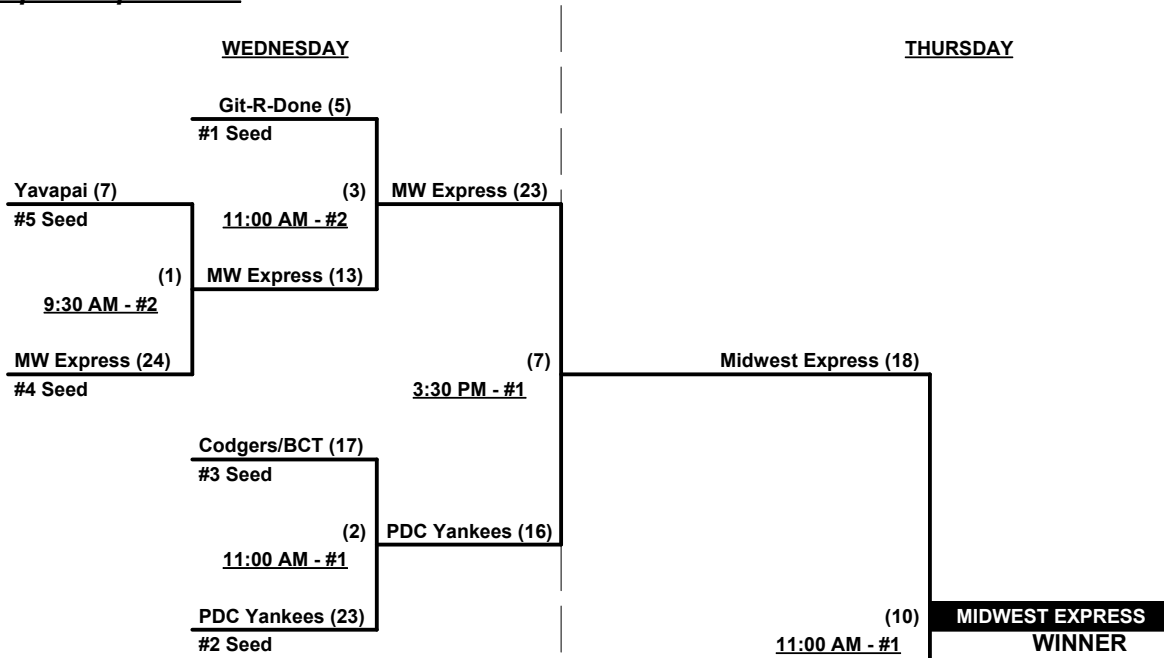 WEDNESDAY
THURSDAY
Git-R-Done (5)
#1 Seed
Yavapai (7)
(3)
MW Express (23)
#5 Seed
11:00 AM - #2
(1)
MW Express (13)
9:30 AM - #2
MW Express (24)
(7)
Midwest Express (18)
#4 Seed
3:30 PM - #1
Codgers/BCT (17)
#3 Seed
(2)
PDC Yankees (16)
11:00 AM - #1
PDC Yankees (23)
(10)
MIDWEST EXPRESS
#2 Seed
11:00 AM - #1
WINNER